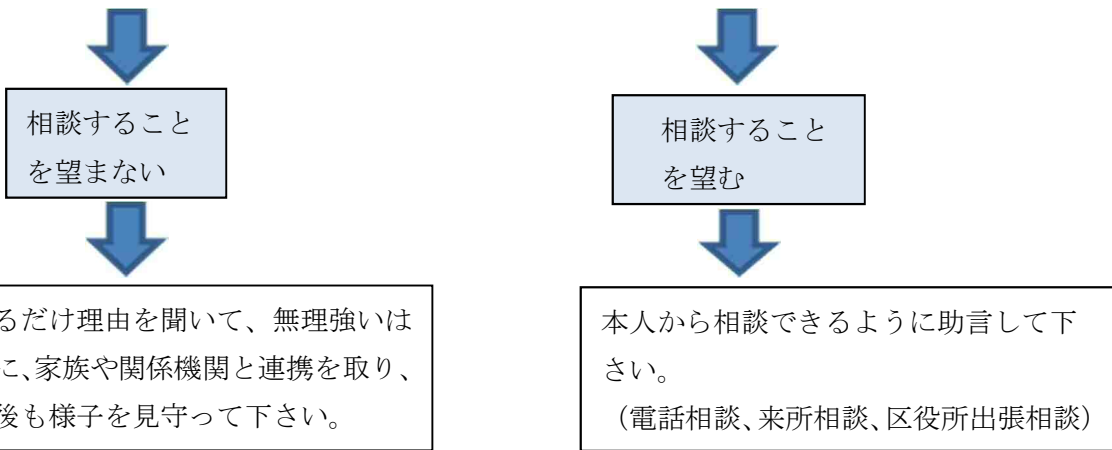 相談すること
を望まない
相談すること
を望む
るだけ理由を聞いて、無理強いは
に、家族や関係機関と連携を取り、
後も様子を見守って下さい。
本人から相談できるように助言して下
さい。
（電話相談、来所相談、区役所出張相談）